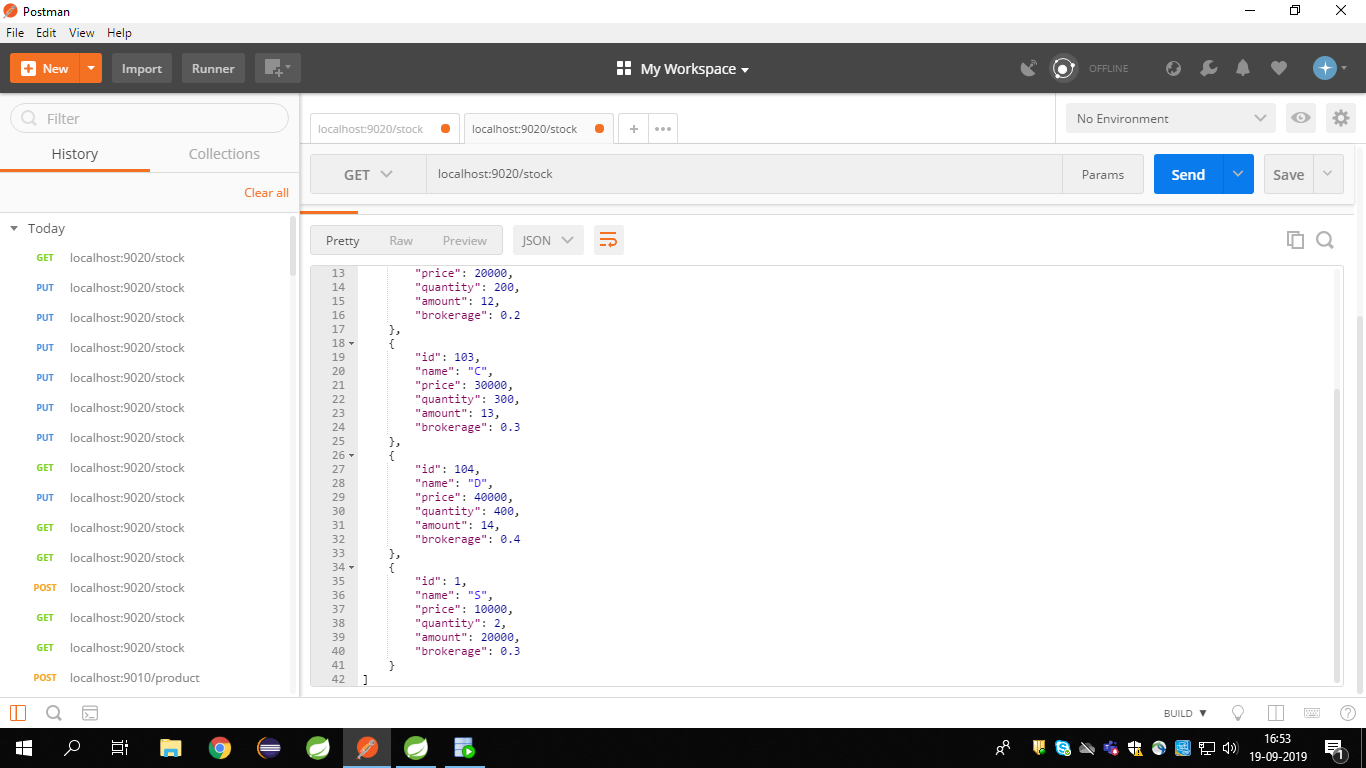 Postman
File Edit View Help
New Import Runner My Workspace OFFLINE
Filter
History Collections
Clear all
Today
GET localhost:9020/stock
PUT localhost:9020/stock
PUT localhost:9020/stock
PUT localhost:9020/stock
PUT localhost:9020/stock
PUT localhost:9020/stock
PUT localhost:9020/stock
GET localhost:9020/stock
PUT localhost:9020/stock
GET localhost:9020/stock
GET localhost:9020/stock
POST localhost:9020/stock
GET localhost:9020/stock
GET localhost:9020/stock
POST localhost:9010/product
localhost:9020/stock localhost:9020/stock + ••• No Environment
GET localhost:9020/stock Params Send Save
Pretty Raw Preview JSON
13 "price": 20000,
14 "quantity": 200,
15 "amount": 12,
16 "brokerage": 0.2
17 },
18 {
19 "id": 103,
20 "name": "C",
21 "price": 30000,
22 "quantity": 300,
23 "amount": 13,
24 "brokerage": 0.3
25 },
26 {
27 "id": 104,
28 "name": "D",
29 "price": 40000,
30 "quantity": 400,
31 "amount": 14,
32 "brokerage": 0.4
33 },
34 {
35 "id": 1,
36 "name": "S",
37 "price": 10000,
38 "quantity": 2,
39 "amount": 20000,
40 "brokerage": 0.3
41 }
42 ]
BUILD
16:53
19-09-2019
1